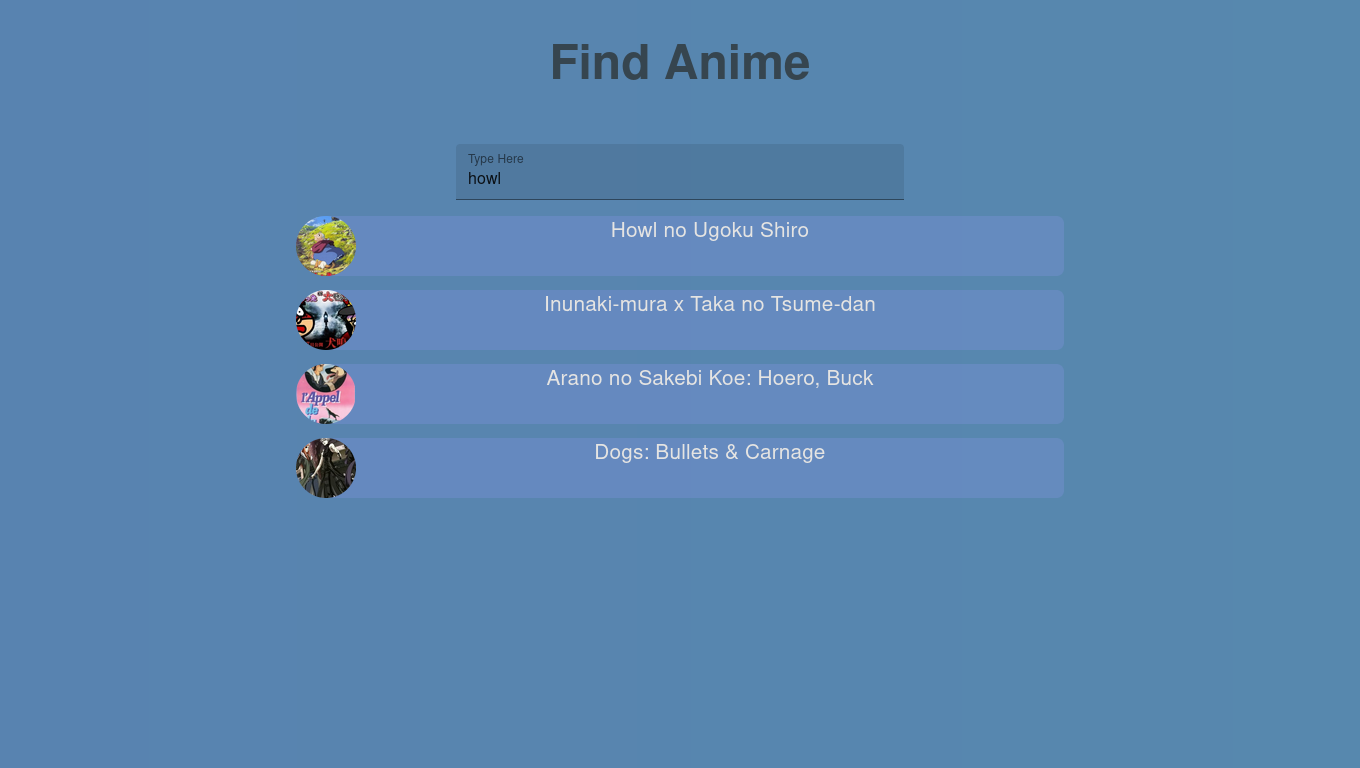 Find Anime
Type Here
howl
Howl no Ugoku Shiro
Inunaki-mura x Taka no Tsume-dan
Arano no Sakebi Koe: Hoero, Buck
l'Appel
de
Dogs: Bullets & Carnage